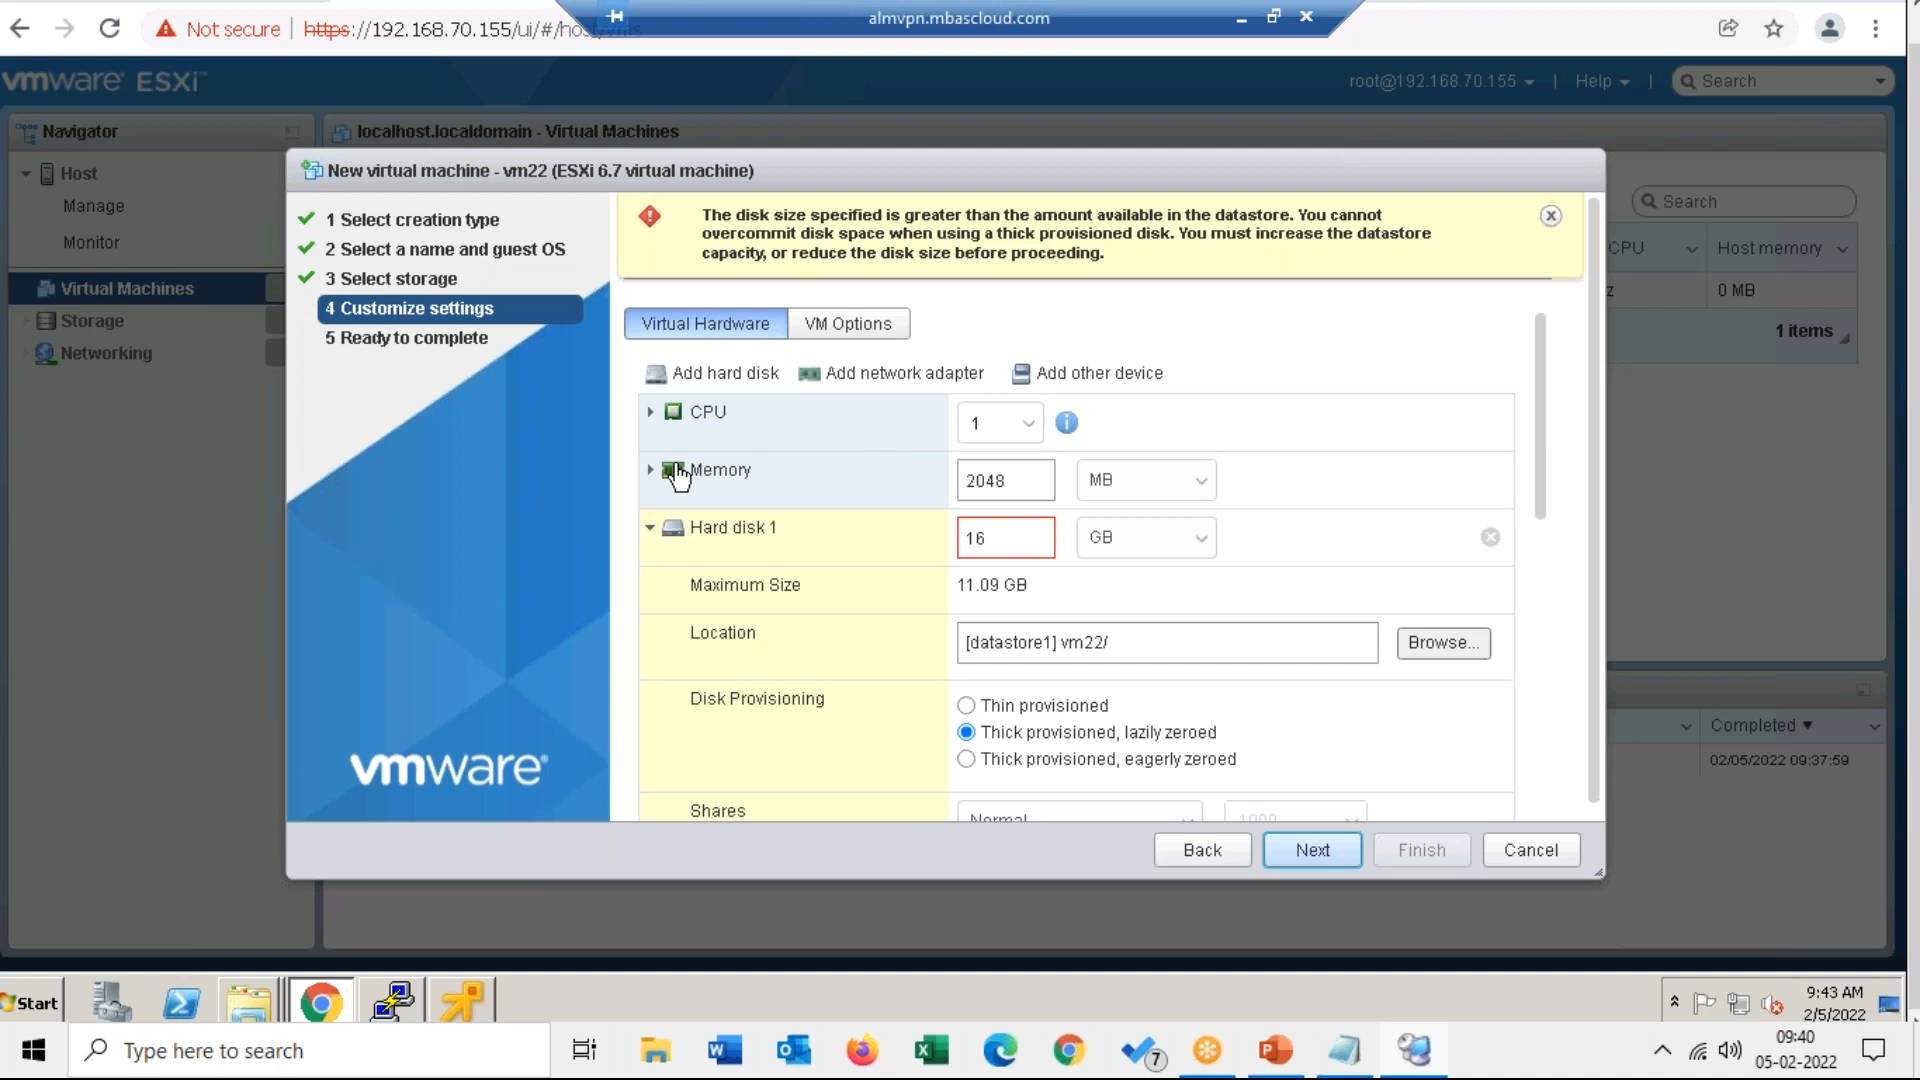 almvpn.mbascloud.com
Not secure | https://192.168.70.155/ui/#/host/vms
vmware ESXi™
root@192.168.70.155 | Help | Search
Navigator
localhost.localdomain - Virtual Machines
Host
Manage
Monitor
Virtual Machines
Storage
Networking
Search
CPU
Host memory
z
0 MB
1 items
Completed ▼
02/05/2022 09:37:59
New virtual machine - vm22 (ESXi 6.7 virtual machine)
1 Select creation type
2 Select a name and guest OS
3 Select storage
4 Customize settings
5 Ready to complete
vmware®
The disk size specified is greater than the amount available in the datastore. You cannot
overcommit disk space when using a thick provisioned disk. You must increase the datastore
capacity, or reduce the disk size before proceeding.
Virtual Hardware
VM Options
Add hard disk
Add network adapter
Add other device
CPU
1
Memory
2048
MB
Hard disk 1
16
GB
Maximum Size
11.09 GB
Location
[datastore1] vm22/
Browse...
Disk Provisioning
Thin provisioned
Thick provisioned, lazily zeroed
Thick provisioned, eagerly zeroed
Shares
Normal
1000
Back
Next
Finish
Cancel
Start
9:43 AM
2/5/2022
Type here to search
7
09:40
05-02-2022